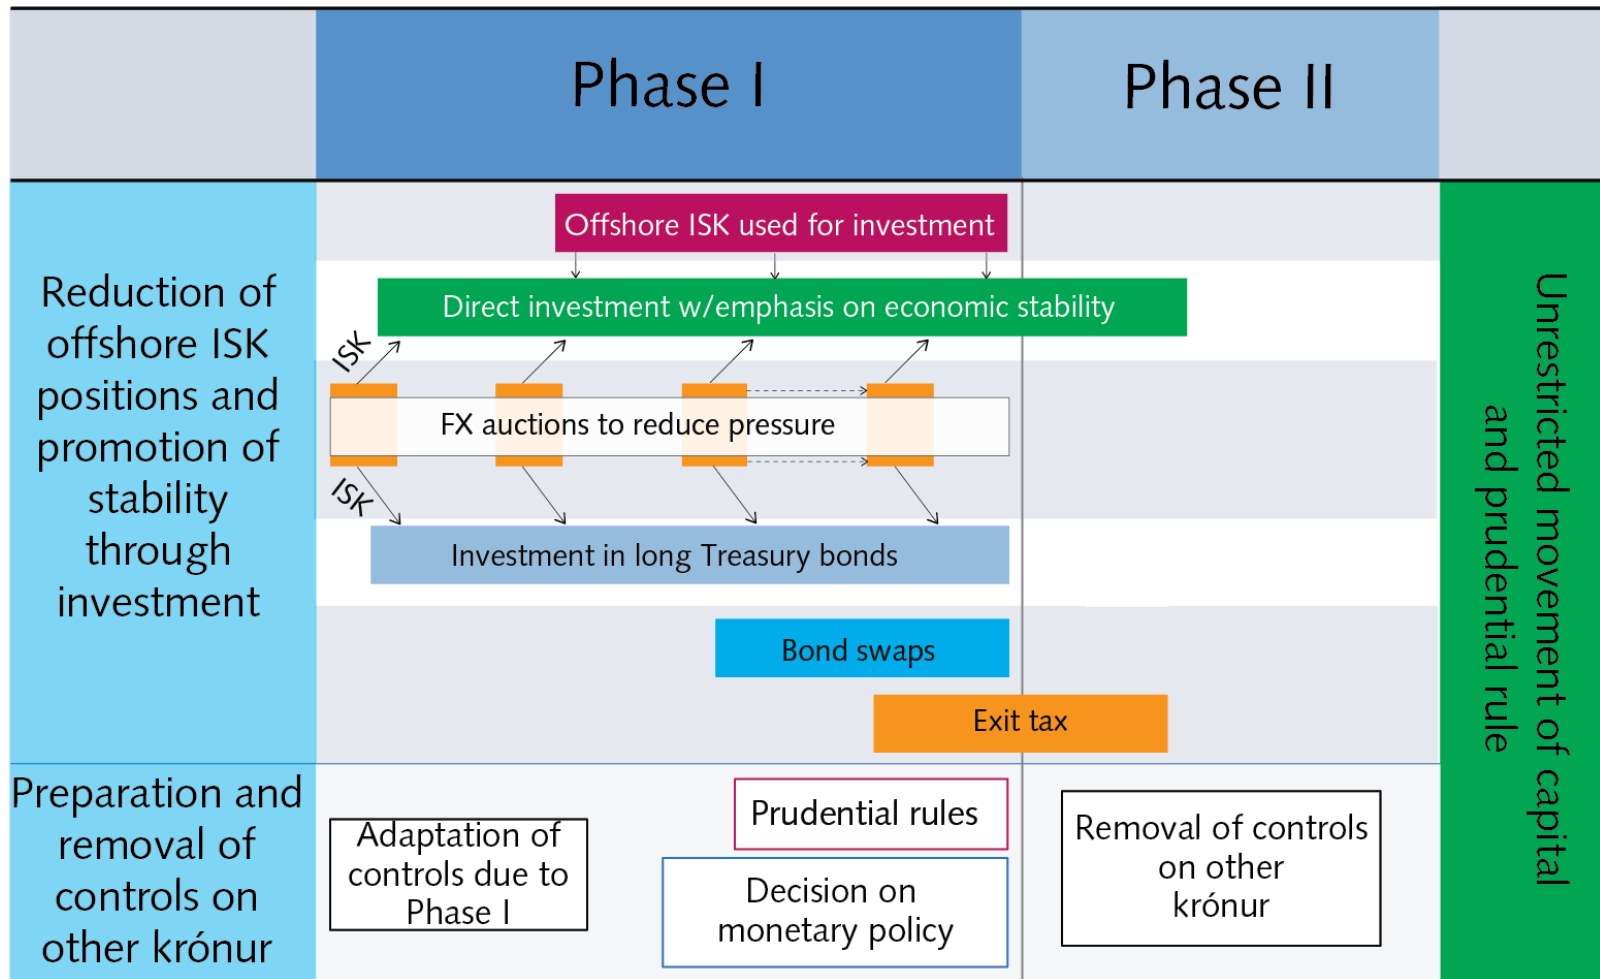 Phase I
Phase II
Reduction of
offshore ISK
positions and
promotion of
stability
through
investment
Offshore ISK used for investment
Direct investment w/emphasis on economic stability
ISK
FX auctions to reduce pressure
ISK
Investment in long Treasury bonds
Bond swaps
Exit tax
Preparation and
removal of
controls on
other krónur
Adaptation of
controls due to
Phase I
Prudential rules
Decision on
monetary policy
Removal of controls
on other
krónur
Unrestricted movement of capital
and prudential rule